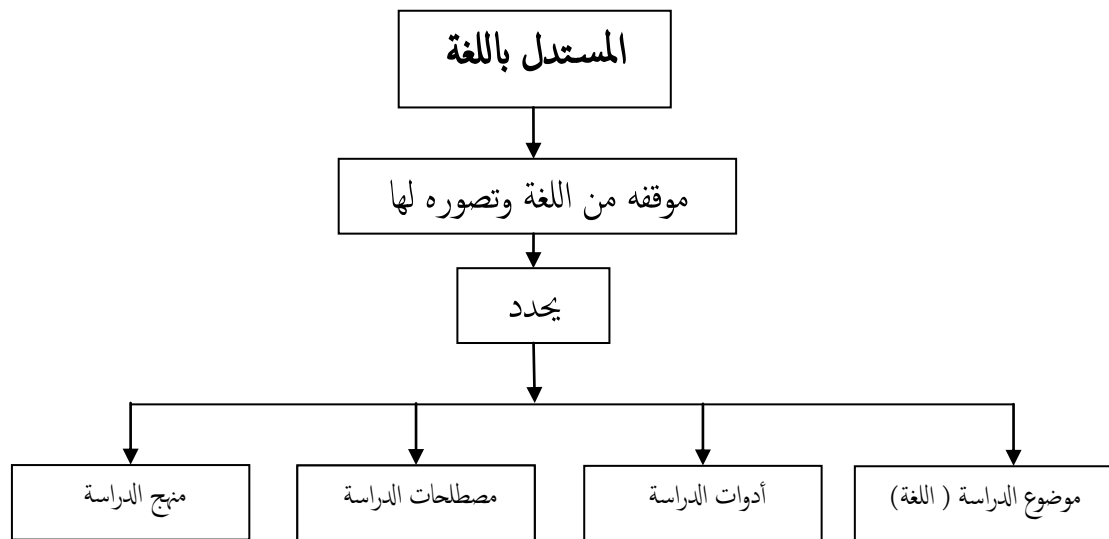 المستدل باللغة
موقفه من اللغة وتصوره لها
يحدد
موضوع الدراسة ( اللغة)
أدوات الدراسة
مصطلحات الدراسة
منهج الدراسة